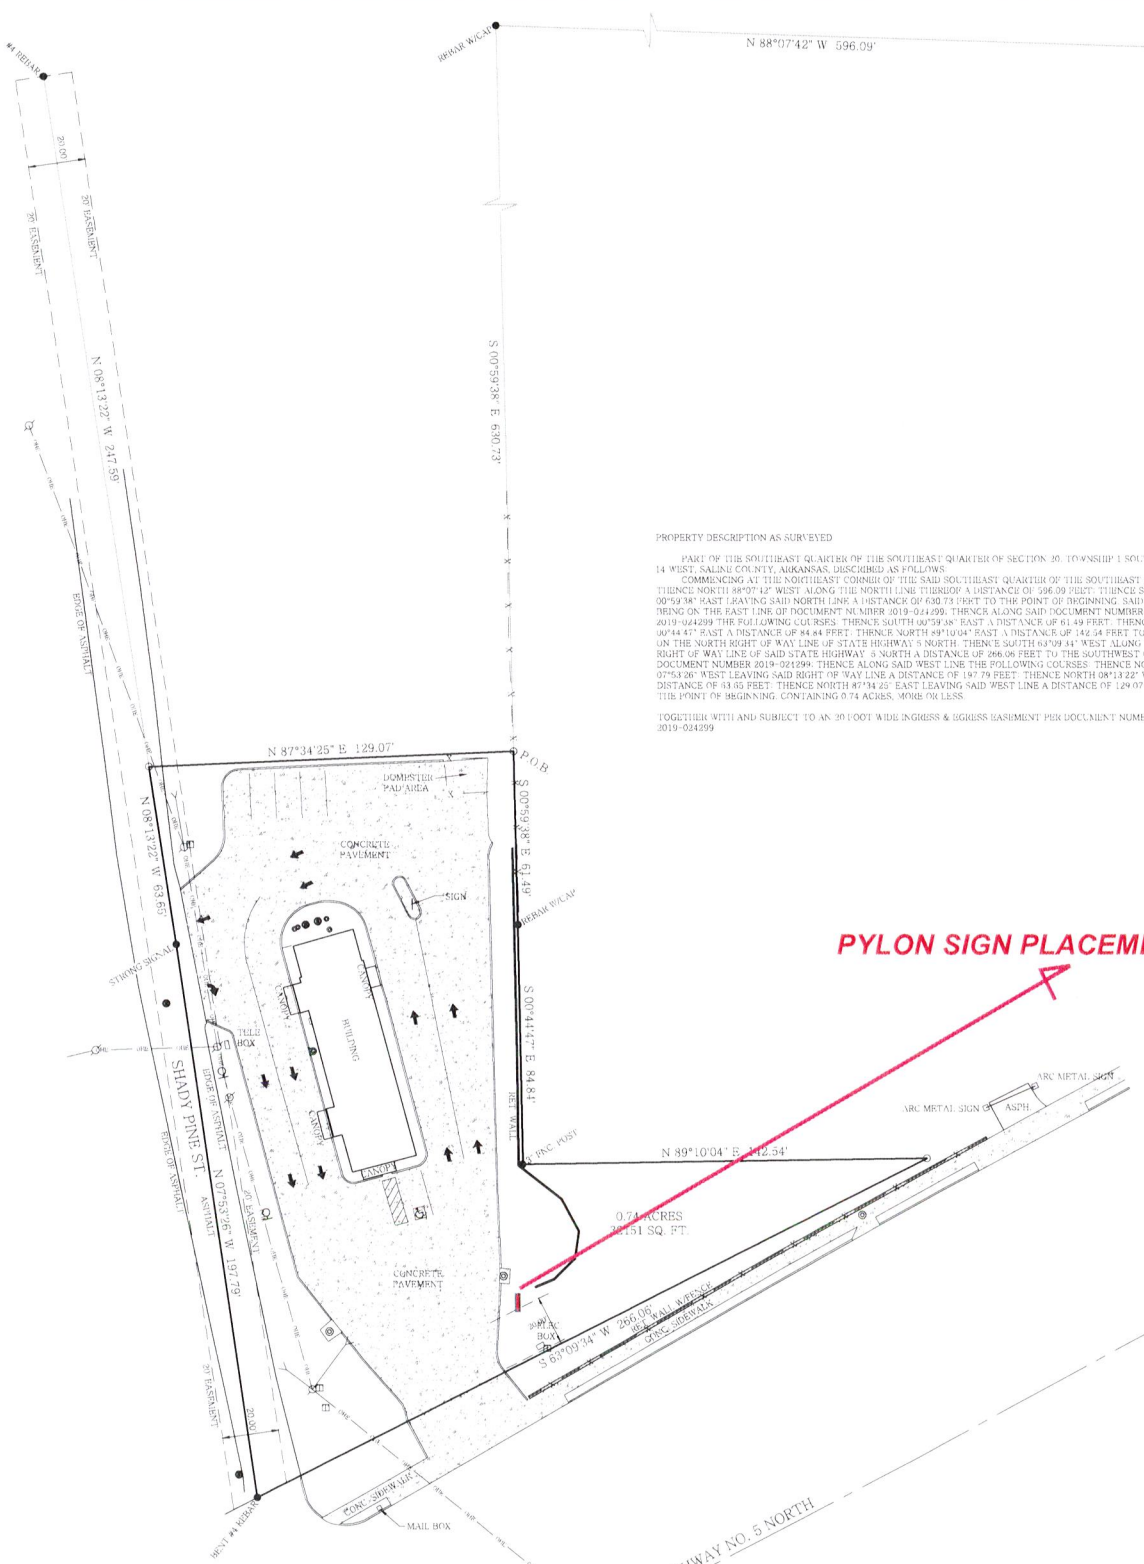 #4 REBAR
REBAR W/CAP
N 88°07'42" W 596.09'
20.00'
20' EASEMENT
20' EASEMENT
N 08°13'22" W 247.59'
S 00°59'38" E 630.73'
EDGE OF ASPHALT
PROPERTY DESCRIPTION AS SURVEYED
PART OF THE SOUTHEAST QUARTER OF THE SOUTHEAST QUARTER OF SECTION 20, TOWNSHIP 1
14 WEST, SALINE COUNTY, ARKANSAS, DESCRIBED AS FOLLOWS
COMMENCING AT THE NORTHEAST CORNER OF THE SAID SOUTHEAST QUARTER OF THE SOUTHEAST
THENCE NORTH 88°07'42" WEST ALONG THE NORTH LINE THEREOF A DISTANCE OF 596.09 FEET; THENCE
00°59'38" EAST LEAVING SAID NORTH LINE A DISTANCE OF 630.73 FEET TO THE POINT OF BEGINNING, SAID
BEING ON THE EAST LINE OF DOCUMENT NUMBER 2019-024299; THENCE ALONG SAID DOCUMENT NUMBER
2019-024299 THE FOLLOWING COURSES: THENCE SOUTH 00°59'38" EAST A DISTANCE OF 61.49 FEET;
00°44'47" EAST A DISTANCE OF 84.84 FEET; THENCE NORTH 89°10'04" EAST A DISTANCE OF 142.54 FEET TO
ON THE NORTH RIGHT OF WAY LINE OF STATE HIGHWAY 5 NORTH; THENCE SOUTH 63°09'34" WEST ALONG
RIGHT OF WAY LINE OF SAID STATE HIGHWAY 5 NORTH A DISTANCE OF 266.06 FEET TO THE SOUTHWEST
DOCUMENT NUMBER 2019-024299; THENCE ALONG SAID WEST LINE THE FOLLOWING COURSES: THENCE
07°53'26" WEST LEAVING SAID RIGHT OF WAY LINE A DISTANCE OF 197.79 FEET; THENCE NORTH 08°13'22"
DISTANCE OF 63.65 FEET; THENCE NORTH 87°34'25" EAST LEAVING SAID WEST LINE A DISTANCE OF 129.07
THE POINT OF BEGINNING, CONTAINING 0.74 ACRES, MORE OR LESS.
TOGETHER WITH AND SUBJECT TO AN 20 FOOT WIDE INGRESS & EGRESS EASEMENT PER DOCUMENT
2019-024299
N 87°34'25" E 129.07'
P.O.B
DUMPSTER
PAD AREA
N 08°13'22" W 63.65'
S 00°59'38" E 61.49'
CONCRETE
PAVEMENT
SIGN
REBAR W/CAP
STRONG SIGNAL
PYLON SIGN
CANOPY
CANOPY
BUILDING
TELE
BOX
S 00°44'47" E 84.84'
RET. WALL
SHADY PINE ST.
EDGE OF ASPHALT
EDGE OF ASPHALT
ARC METAL SIGN
ARC METAL SIGN
ASPH.
CANOPY
CANOPY
FNC. POST
N 89°10'04" E 142.54'
N 07°53'26" W 197.79'
ASPHALT
20' EASEMENT
0.74 ACRES
SQ. FT.
CONCRETE
PAVEMENT
ELEC
BOX
S 63°09'34" W 266.06'
RET. WALL W/FENCE
CONC. SIDEWALK
20' EASEMENT
20.00'
CONC. SIDEWALK
MAIL BOX
BENT #4 REBAR
NO. 5 NORTH